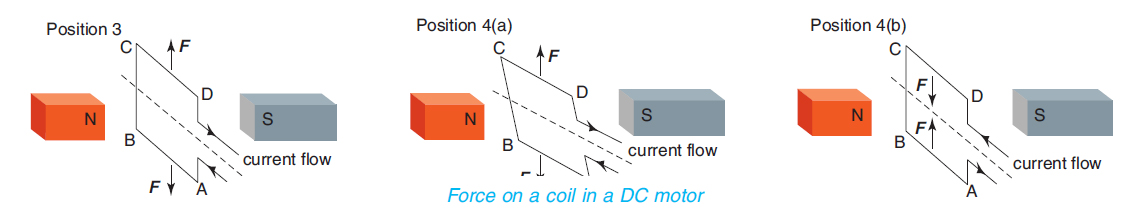 Position 3
C
F
D
N
S
B
current flow
F
A
Position 4(a)
C
F
D
N
S
B
current flow
F
Position 4(b)
C
F
D
N
S
F
B
current flow
A
Force on a coil in a DC motor